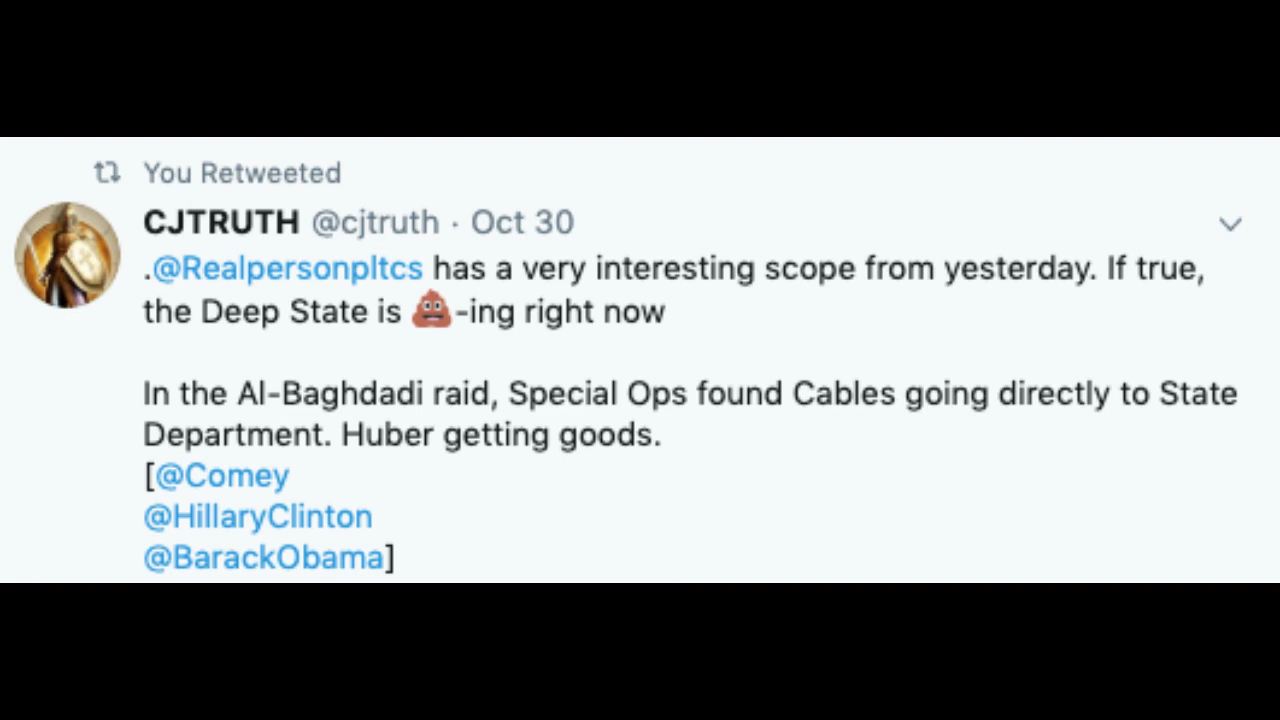 You Retweeted
CJTRUTH @cjtruth · Oct 30
.@Realpersonpltcs has a very interesting scope from yesterday. If true,
the Deep State is 💩-ing right now
In the Al-Baghdadi raid, Special Ops found Cables going directly to State
Department. Huber getting goods.
[@Comey
@HillaryClinton
@BarackObama]